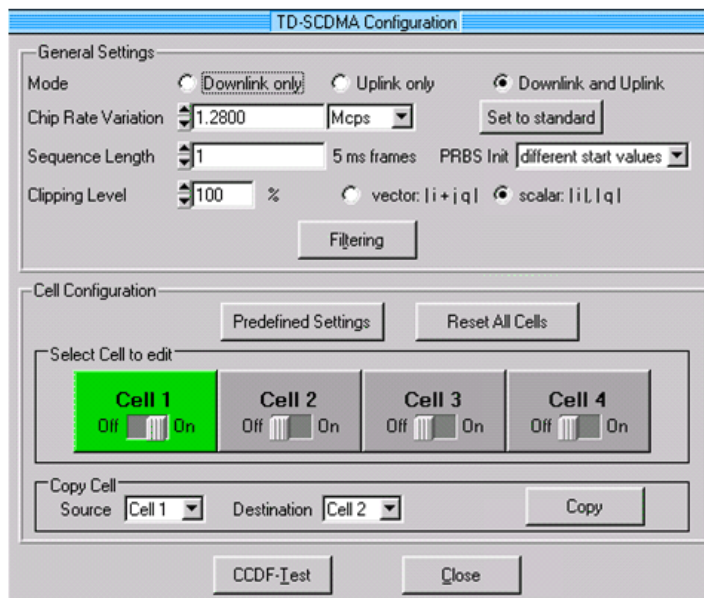 TD-SCDMA Configuration
General Settings
Mode Downlink only Uplink only Downlink and Uplink
Chip Rate Variation 1.2800 Mcps Set to standard
Sequence Length 1 5 ms frames PRBS Init different start values
Clipping Level 100 % vector: | i + j q | scalar: | i |, | q |
Filtering
Cell Configuration
Predefined Settings Reset All Cells
Select Cell to edit
Cell 1 Cell 2 Cell 3 Cell 4
Off On Off On Off On Off On
Copy Cell
Source Cell 1 Destination Cell 2 Copy
CCDF-Test Close